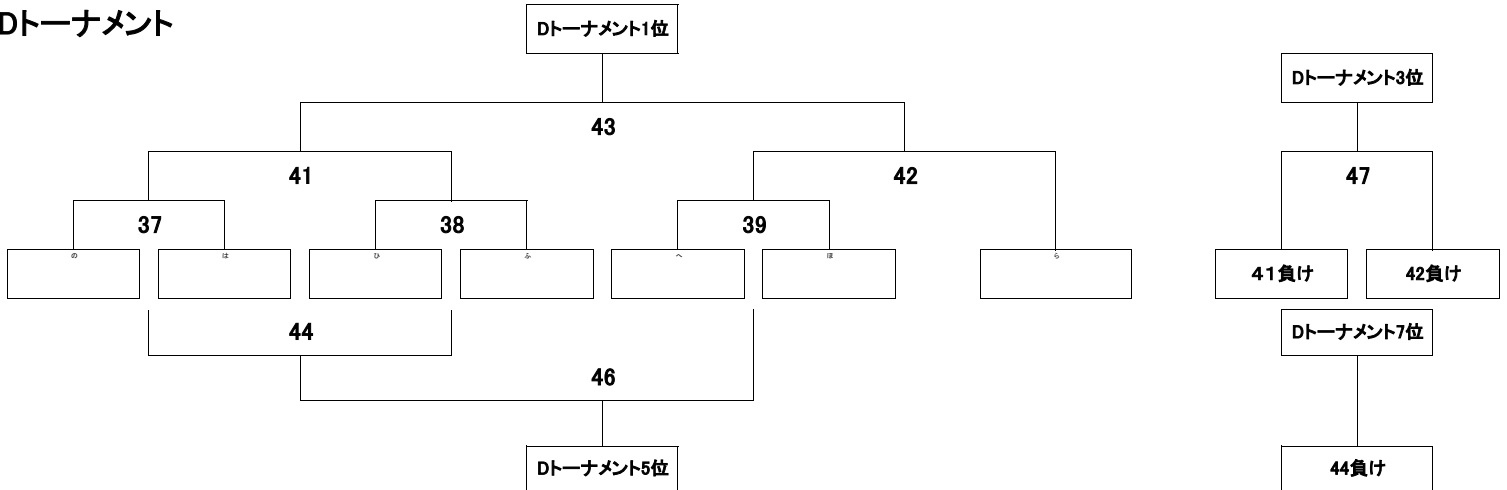 Dトーナメント
Dトーナメント1位
Dトーナメント3位
43
41
42
47
37
38
39
の
は
ひ
ふ
へ
ほ
ら
41負け
42負け
44
Dトーナメント7位
46
Dトーナメント5位
44負け